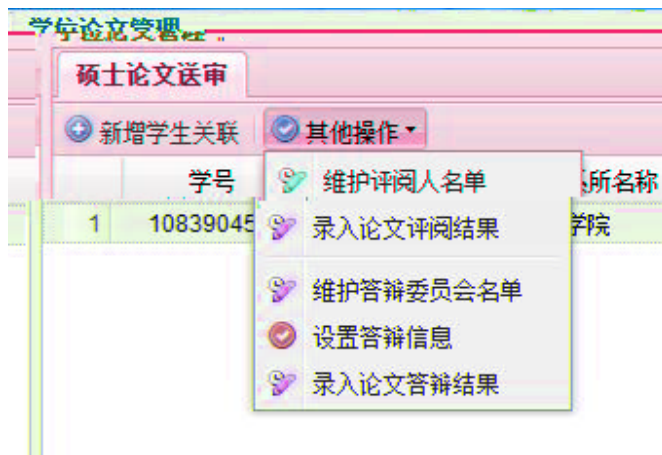 学位论文管理
硕士论文送审
新增学生关联 其他操作
学号 系所名称
维护评阅人名单
1 10839045 学院
录入论文评阅结果
维护答辩委员会名单
设置答辩信息
录入论文答辩结果